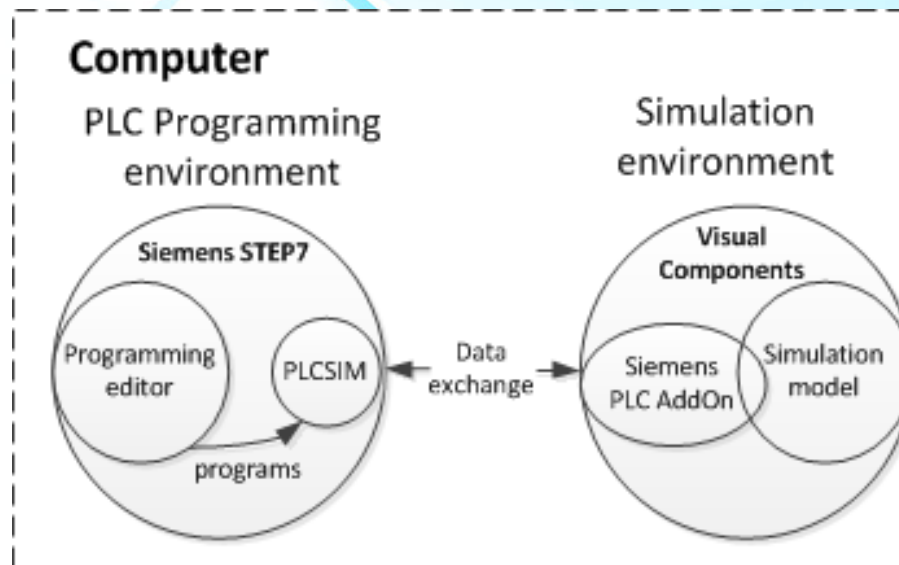 Computer
PLC Programming
environment
Simulation
environment
Siemens STEP7
Programming
editor
PLCSIM
programs
Data
exchange
Visual
Components
Siemens
PLC AddOn
Simulation
model